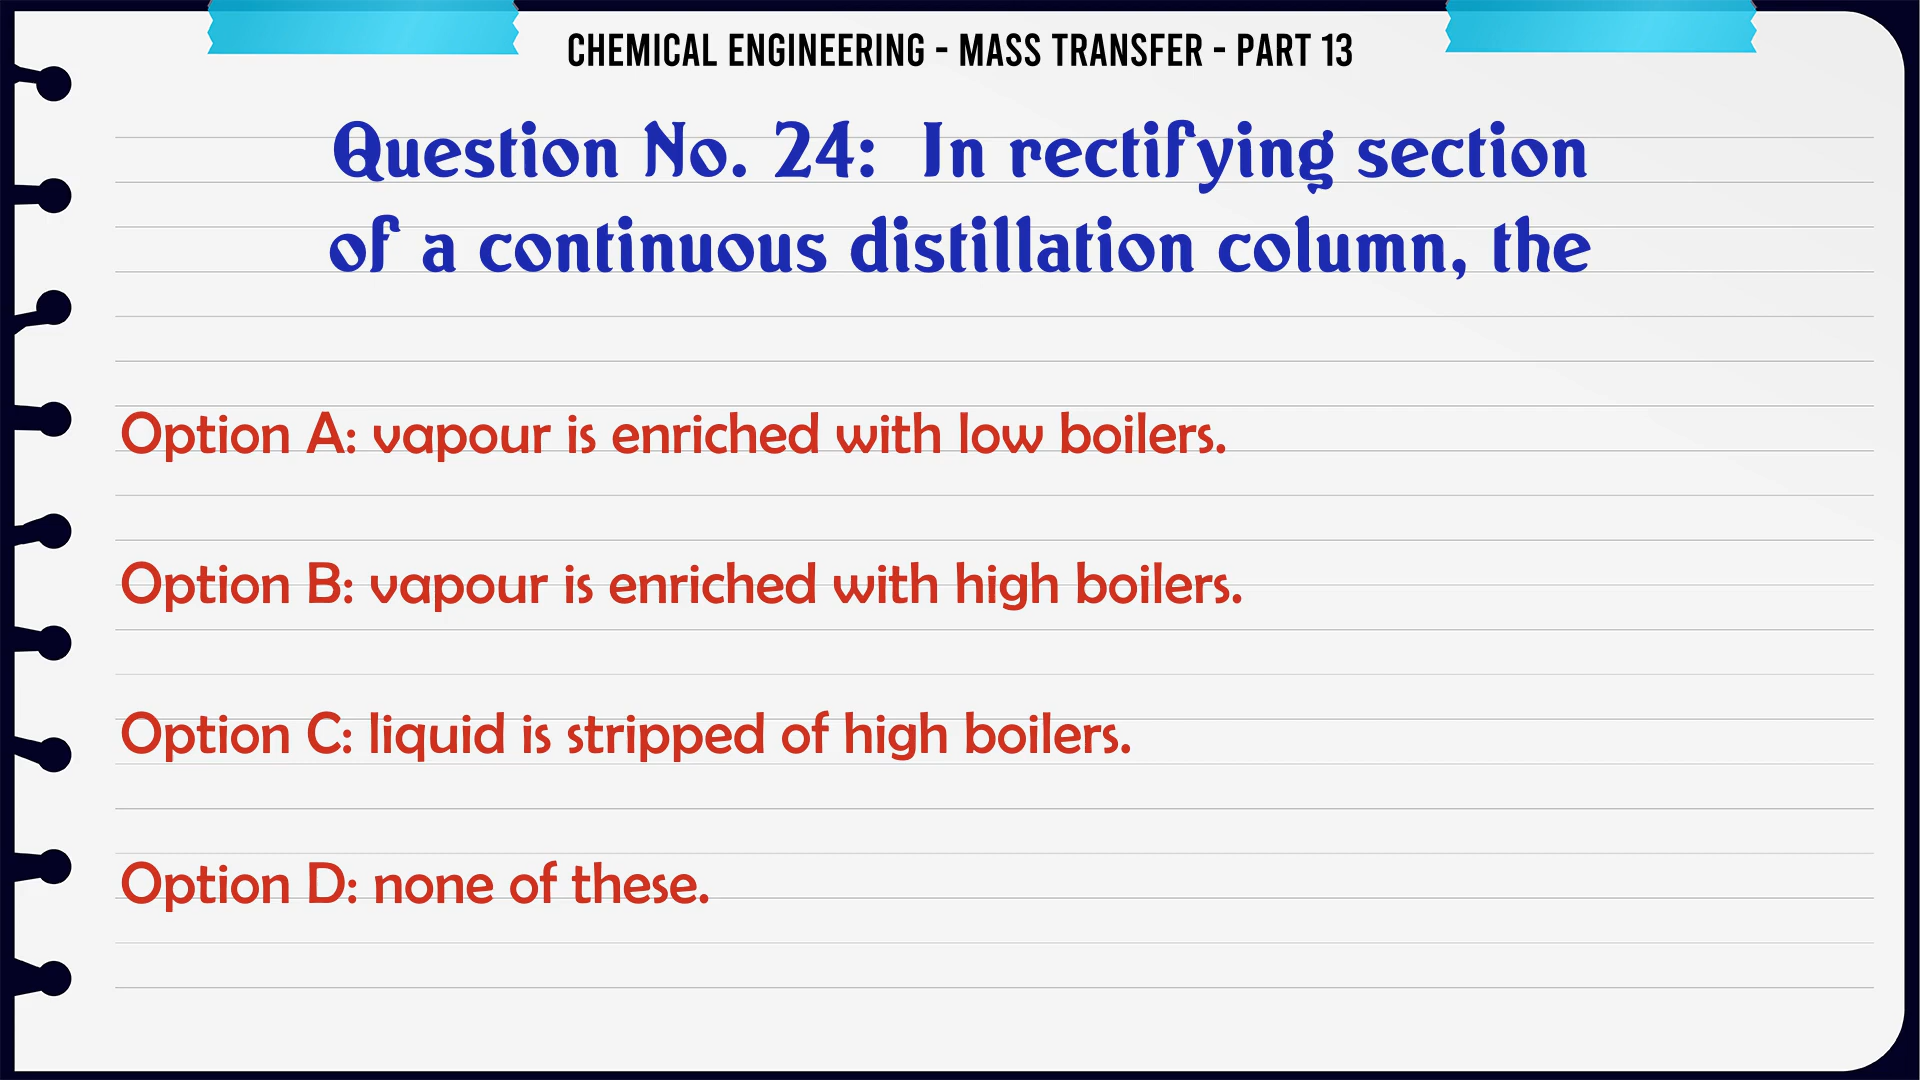 CHEMICAL ENGINEERING - MASS TRANSFER - PART 13
Question No. 24: In rectifying section
of a continuous distillation column, the
Option A: vapour is enriched with low boilers.
Option B: vapour is enriched with high boilers.
Option C: liquid is stripped of high boilers.
Option D: none of these.